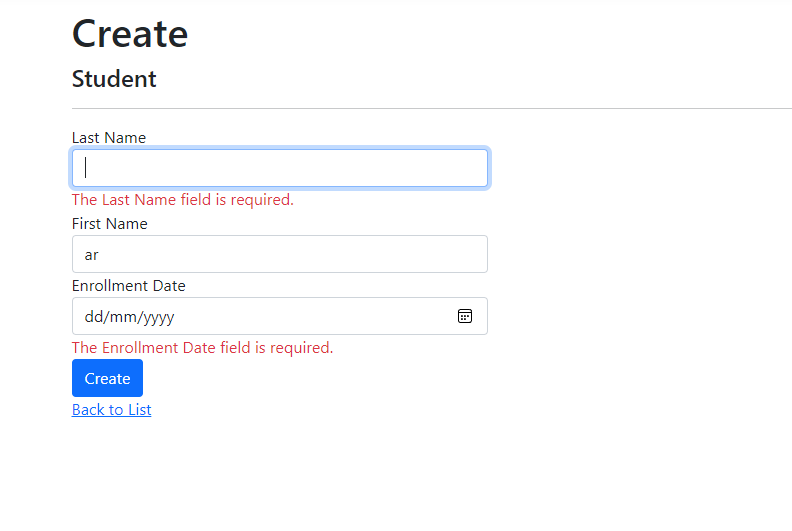 Create
Student
Last Name
The Last Name field is required.
First Name
ar
Enrollment Date
dd/mm/yyyy
The Enrollment Date field is required.
Create
Back to List